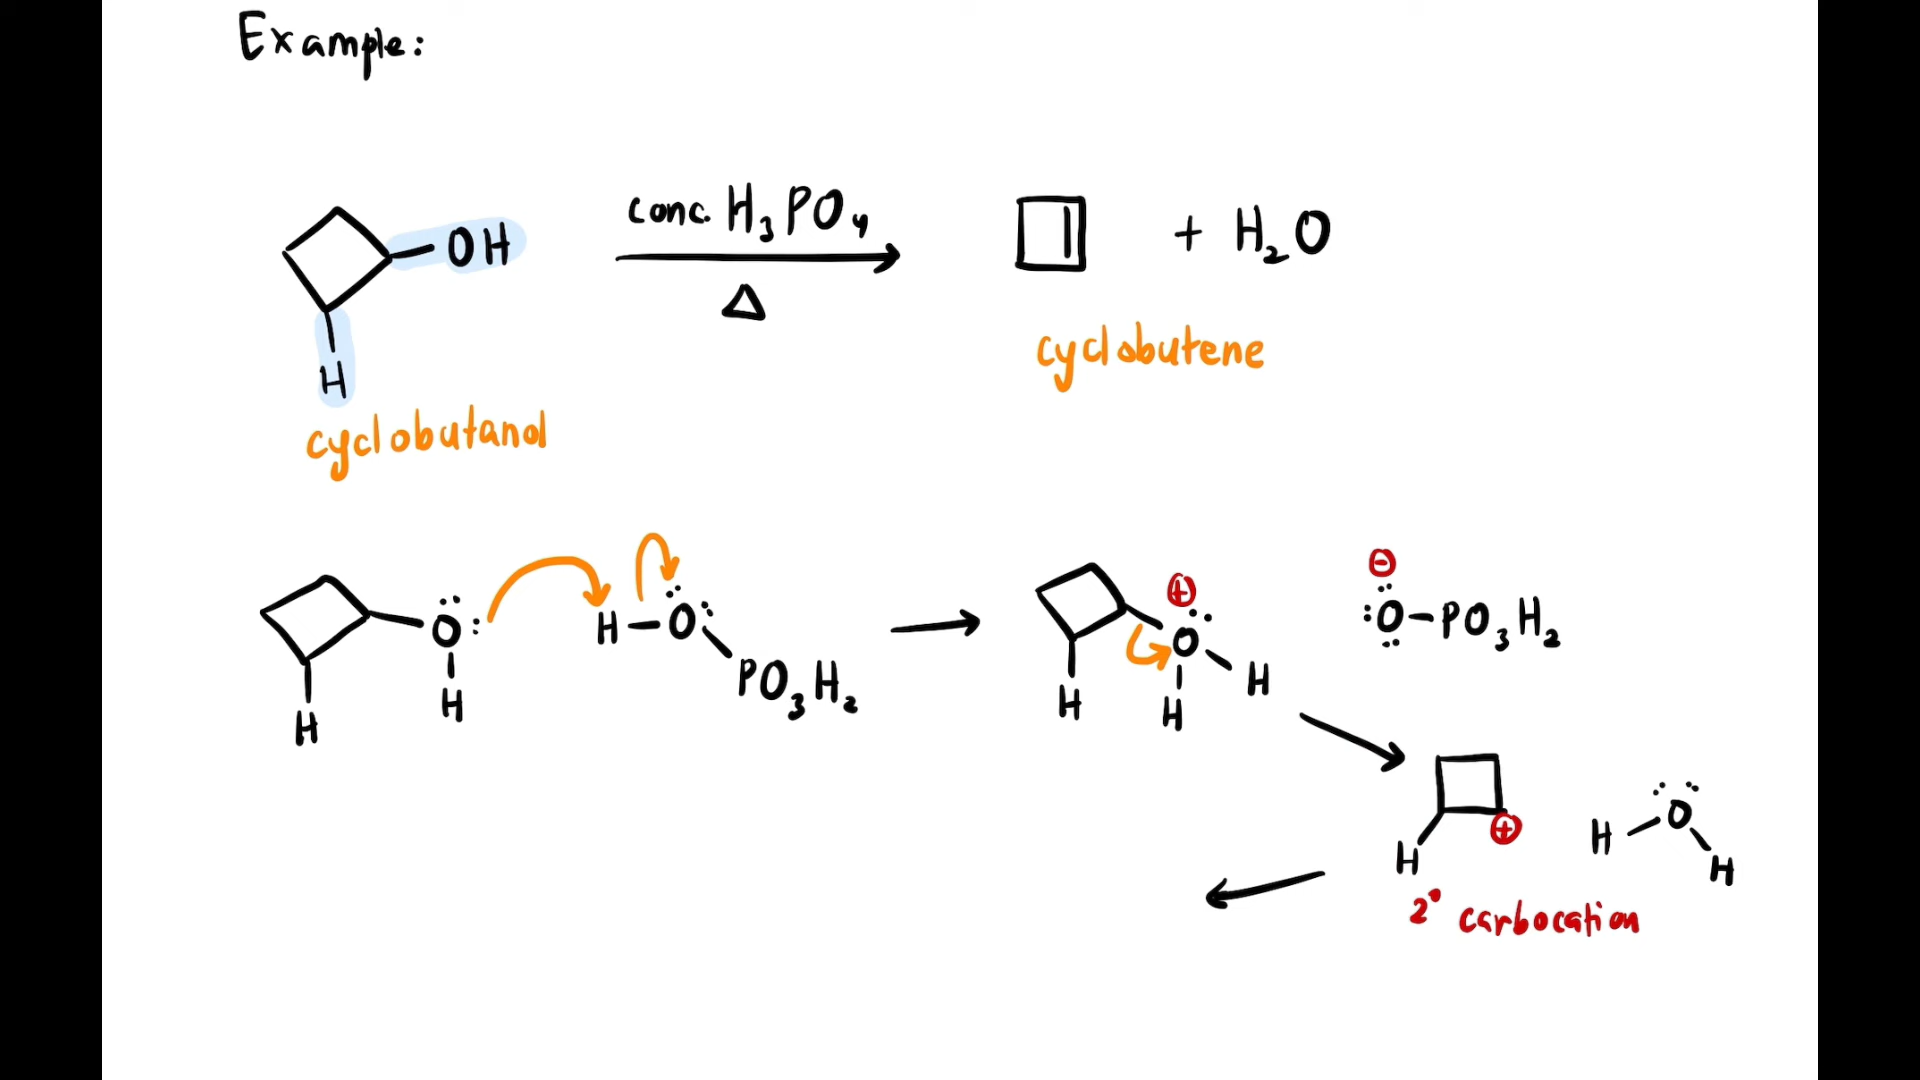 Example:
OH
H
conc. H₃PO₄
Δ
+ H₂O
cyclobutanol
cyclobutene
O
H
H
H–O
PO₃H₂
⊕
O
H
H
H
⊖
O–PO₃H₂
H
⊕
H
O
H
2° carbocation